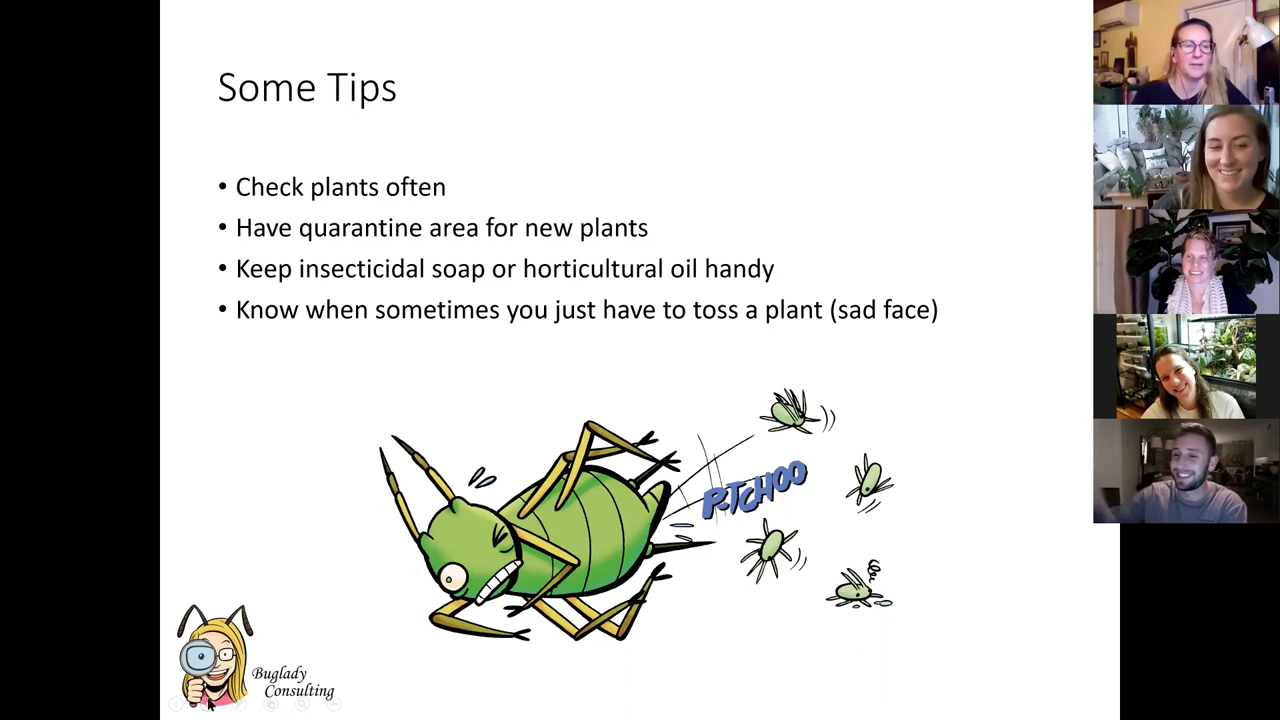 Some Tips
• Check plants often
• Have quarantine area for new plants
• Keep insecticidal soap or horticultural oil handy
• Know when sometimes you just have to toss a plant (sad face)
PTCHOO
Buglady
Consulting